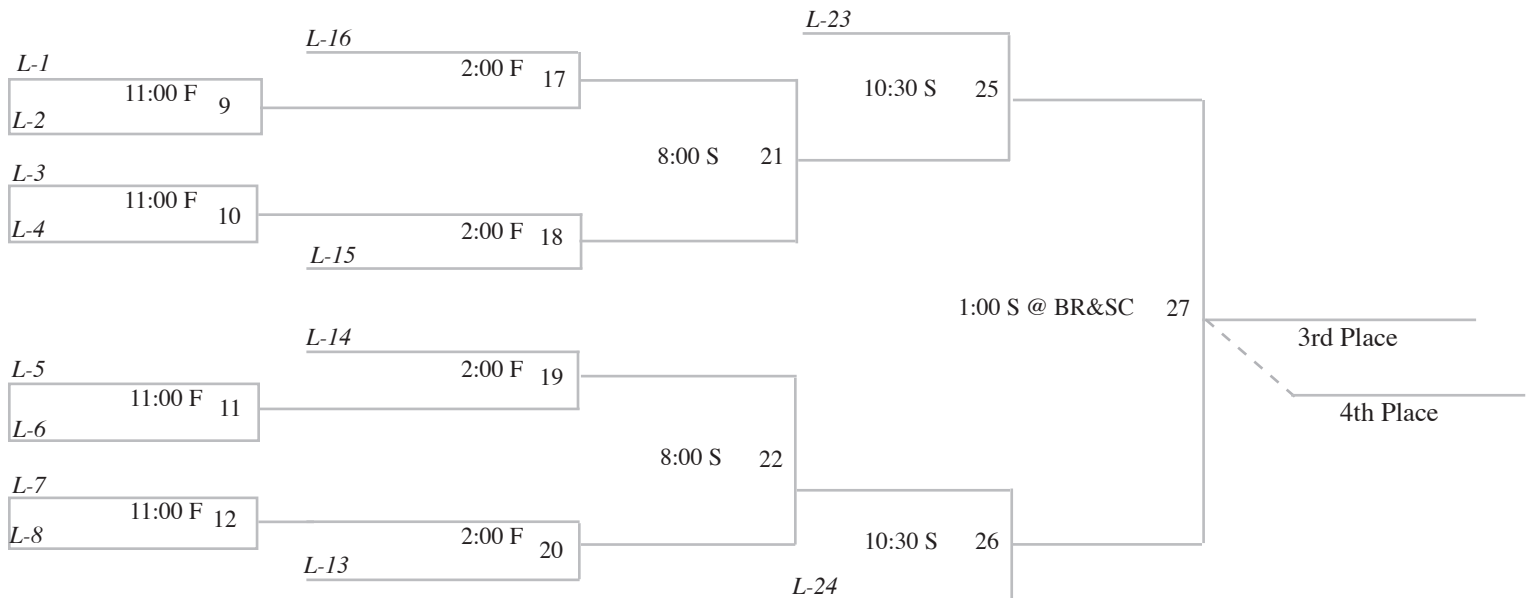 L-23
L-16
L-1
2:00 F 17
11:00 F 9
10:30 S 25
L-2
8:00 S 21
L-3
11:00 F 10
L-4
2:00 F 18
L-15
1:00 S @ BR&SC 27
L-14
3rd Place
L-5
2:00 F 19
11:00 F 11
4th Place
L-6
8:00 S 22
L-7
11:00 F 12
L-8
2:00 F 20
10:30 S 26
L-13
L-24